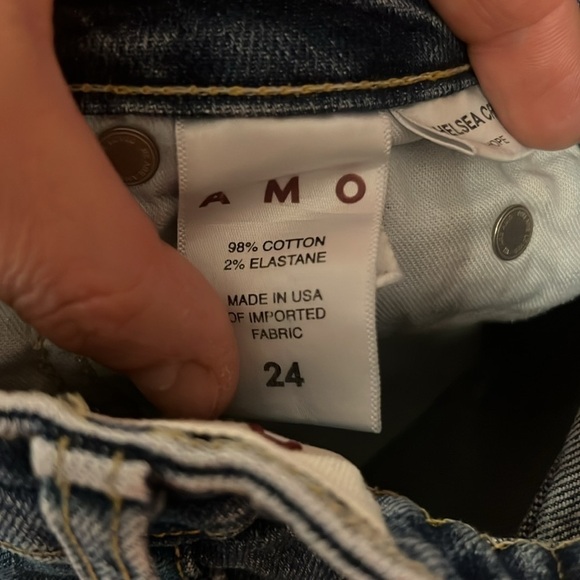 AMO
98% COTTON
2% ELASTANE
MADE IN USA
OF IMPORTED
FABRIC
24